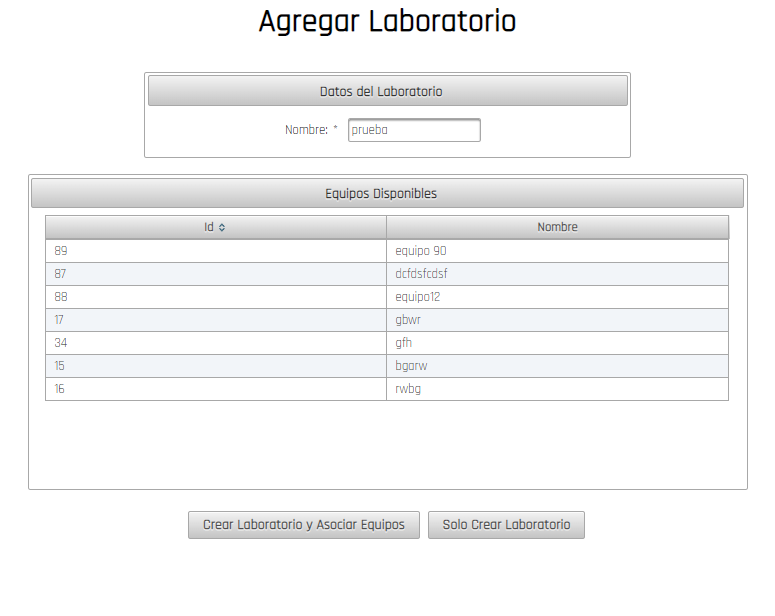 Agregar Laboratorio
Datos del Laboratorio
Nombre: * prueba
Equipos Disponibles
Id Nombre
89 equipo 90
87 dcfdsfcdsf
88 equipo12
17 gbwr
34 gfh
15 bgarw
16 rwbg
Crear Laboratorio y Asociar Equipos Solo Crear Laboratorio